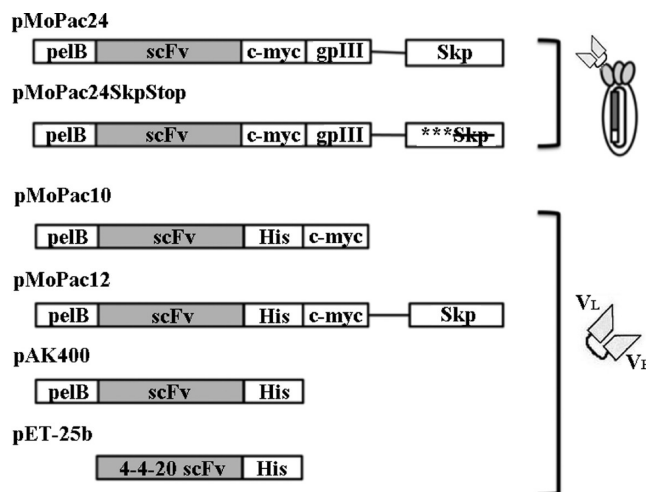 pMoPac24
pelB scFv c-myc gpIII Skp
pMoPac24SkpStop
pelB scFv c-myc gpIII ***Skp
pMoPac10
pelB scFv His c-myc
pMoPac12
pelB scFv His c-myc Skp
VL
pAK400
VH
pelB scFv His
pET-25b
4-4-20 scFv His